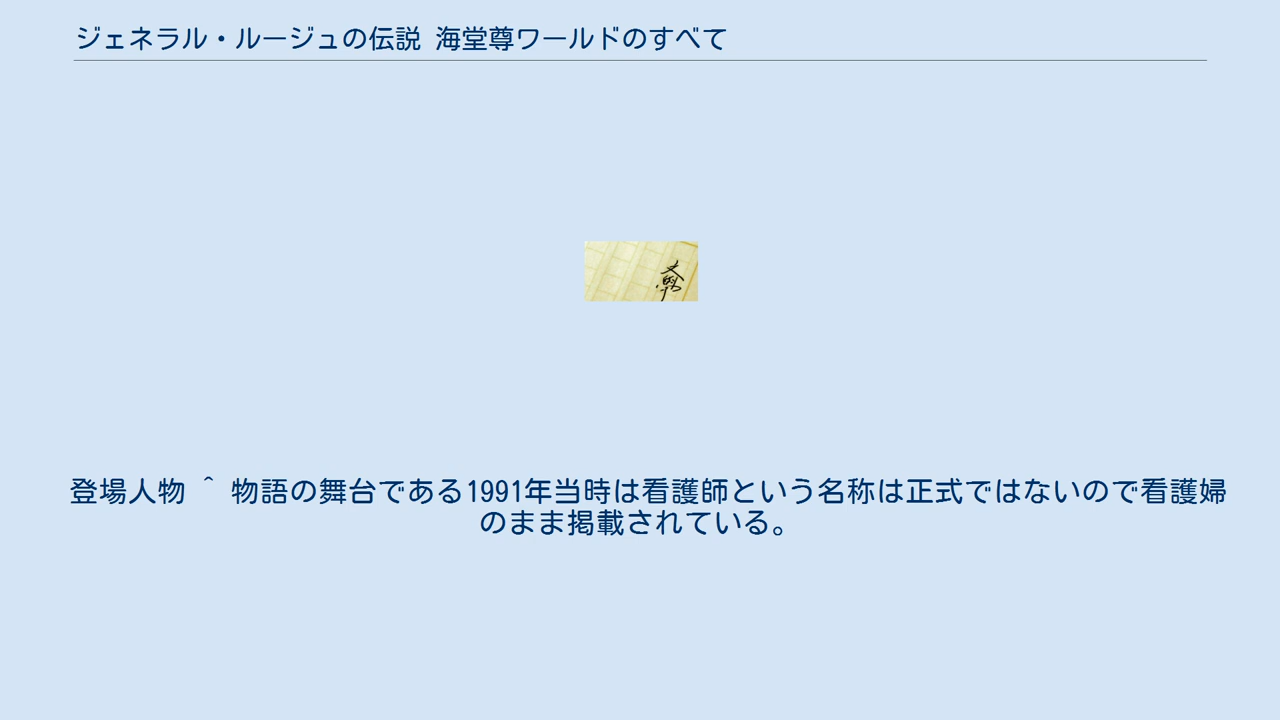 ジェネラル・ルージュの伝説 海堂尊ワールドのすべて
登場人物 ^ 物語の舞台である1991年当時は看護師という名称は正式ではないので看護婦
のまま掲載されている。